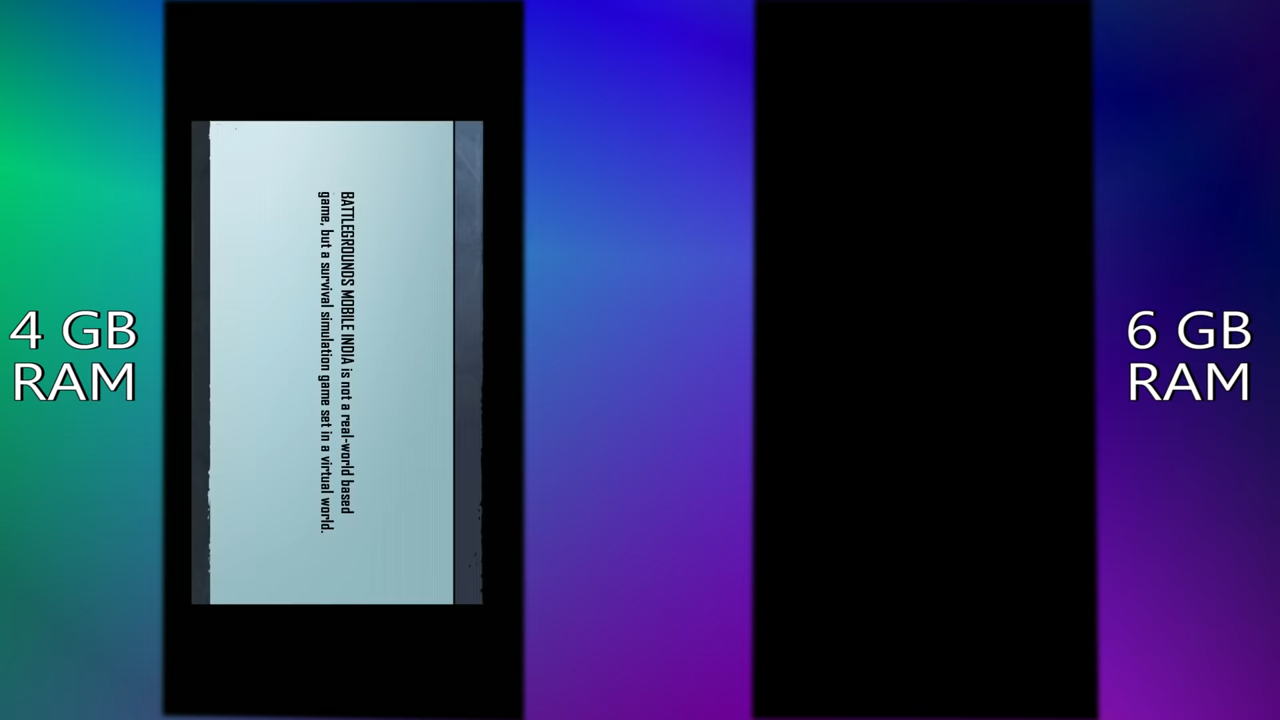 4 GB
RAM
BATTLEGROUNDS MOBILE INDIA is not a real-world based
game, but a survival simulation game set in a virtual world.
6 GB
RAM